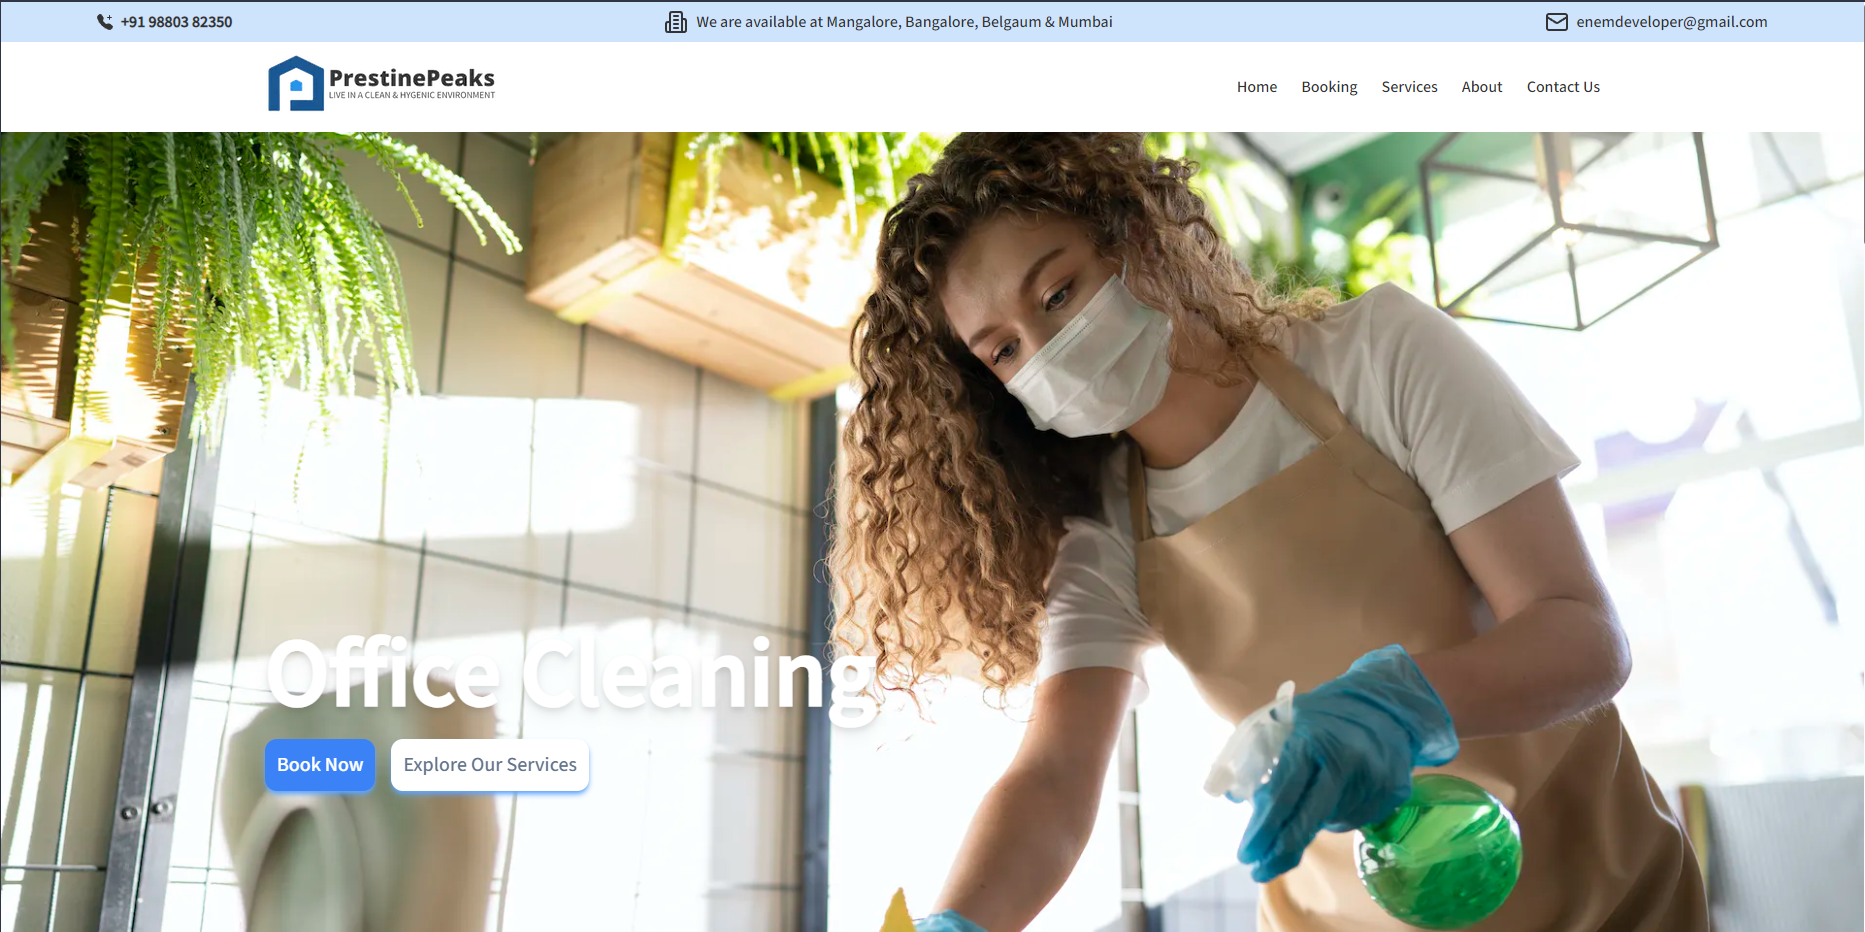 +91 98803 82350
We are available at Mangalore, Bangalore, Belgaum & Mumbai
enemdeveloper@gmail.com
PrestinePeaks
LIVE IN A CLEAN & HYGENIC ENVIRONMENT
Home
Booking
Services
About
Contact Us
Office Cleaning
Book Now
Explore Our Services